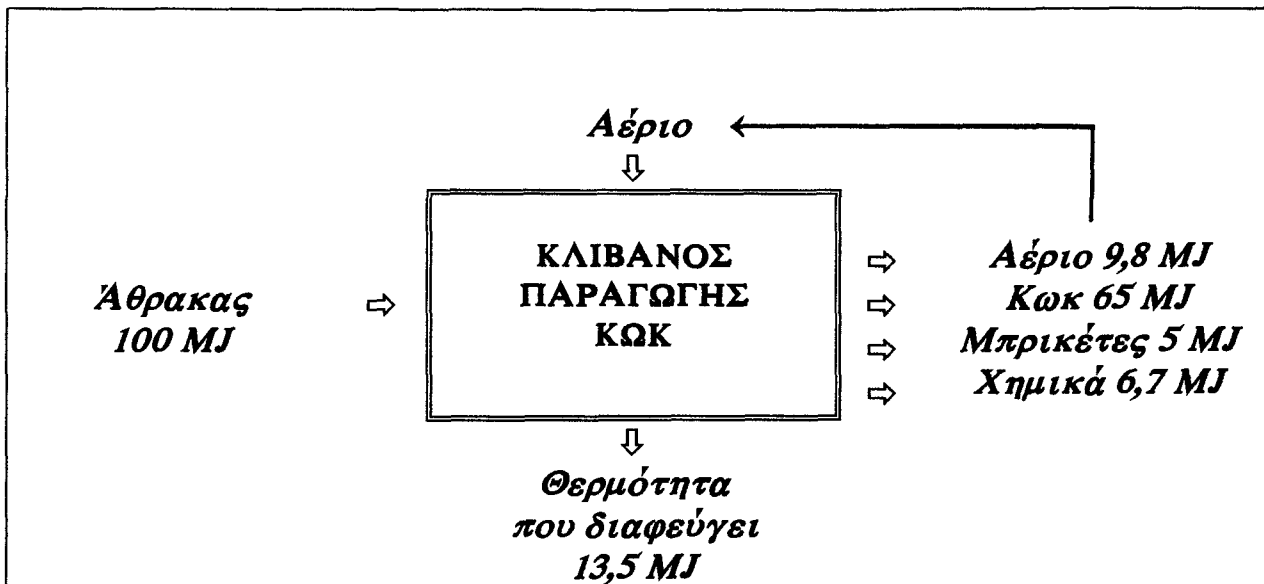 Αέριο
ΚΛΙΒΑΝΟΣ
ΠΑΡΑΓΩΓΗΣ
ΚΩΚ
Άθρακας
100 MJ
Αέριο 9,8 MJ
Κωκ 65 MJ
Μπρικέτες 5 MJ
Χημικά 6,7 MJ
Θερμότητα
που διαφεύγει
13,5 MJ